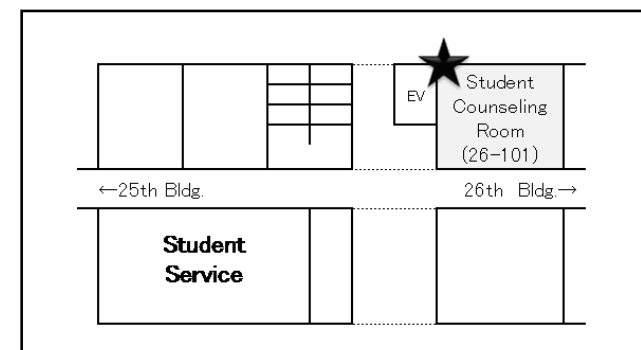 EV
Student
Counseling
Room
(26-101)
←25th Bldg.
26th Bldg.→
Student
Service